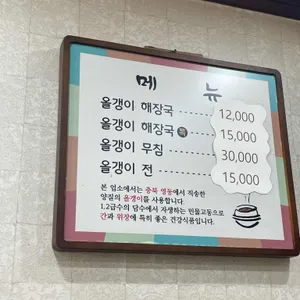 메 뉴
올갱이 해장국 ------ 12,000
올갱이 해장국 특 --- 15,000
올갱이 무침 ------- 30,000
올갱이 전 --------- 15,000
본 업소에서는 충북 영동에서 직송한
양질의 올갱이를 사용합니다.
1,2급수의 담수에서 자생하는 민물고동으로
간과 위장에 특히 좋은 건강식품입니다.